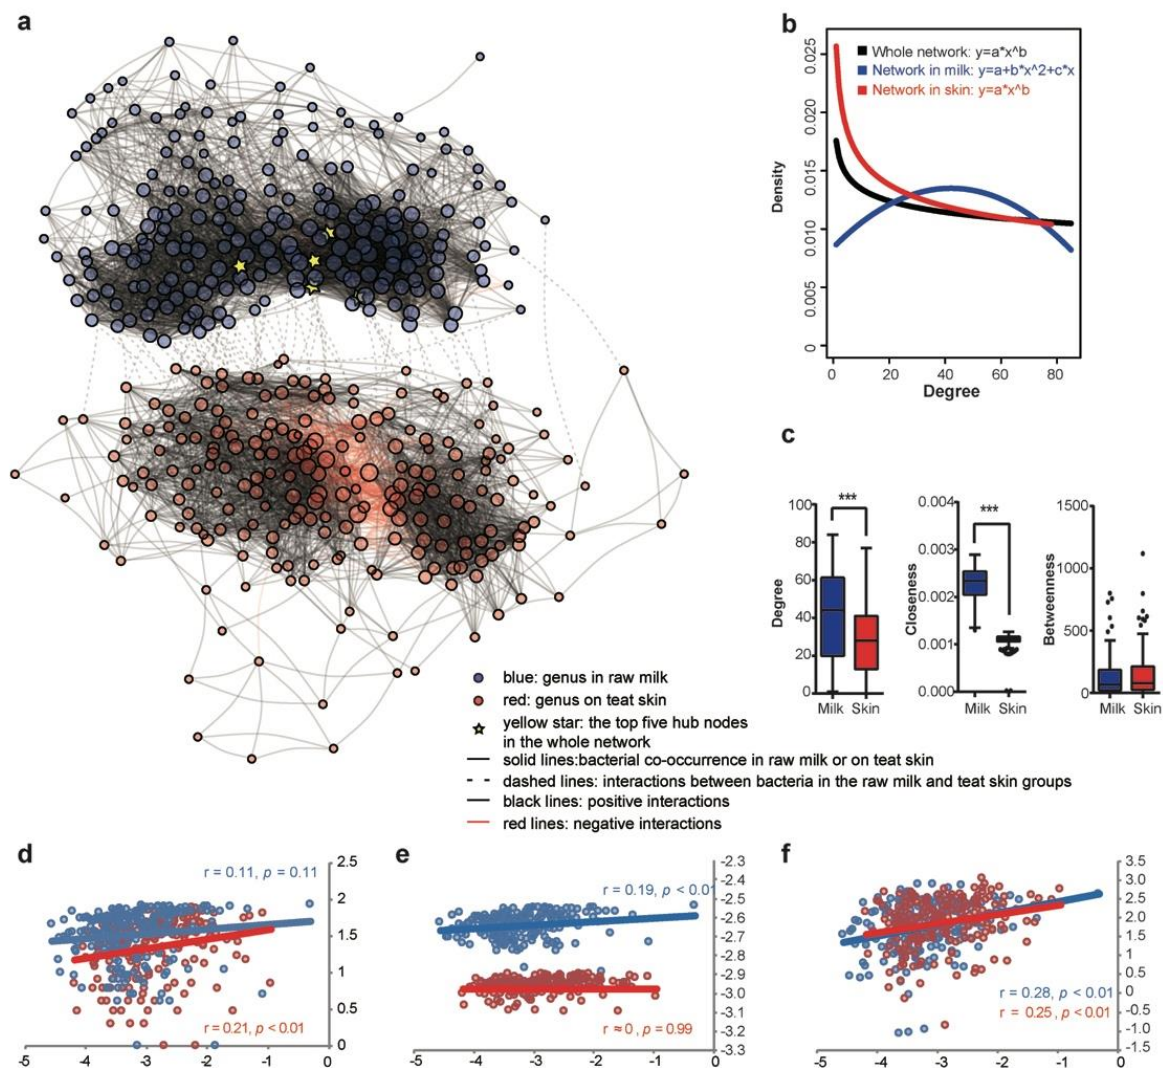 a
blue: genus in raw milk
red: genus on teat skin
yellow star: the top five hub nodes
in the whole network
solid lines:bacterial co-occurrence in raw milk or on teat skin
dashed lines: interactions between bacteria in the raw milk and teat skin groups
black lines: positive interactions
red lines: negative interactions
b
Whole network: y=a*x^b
Network in milk: y=a+b*x^2+c*x
Network in skin: y=a*x^b
Density
0.025
0.020
0.015
0.010
0.005
0
0 20 40 60 80
Degree
c
Degree
100
80
60
40
20
0
***
Milk Skin
Closeness
0.004
0.003
0.002
0.001
0.000
***
Milk Skin
Betweenness
1500
1000
500
0
Milk Skin
d
r = 0.11, p = 0.11
r = 0.21, p < 0.01
2.5
2
1.5
1
0.5
0
-5 -4 -3 -2 -1 0
e
r = 0.19, p < 0.01
r ≈ 0, p = 0.99
-2.3
-2.4
-2.5
-2.6
-2.7
-2.8
-2.9
-3.0
-3.1
-3.2
-3.3
-5 -4 -3 -2 -1 0
f
r = 0.28, p < 0.01
r = 0.25, p < 0.01
3.5
3.0
2.5
2.0
1.5
1.0
0.5
0
-0.5
-1.0
-1.5
-5 -4 -3 -2 -1 0